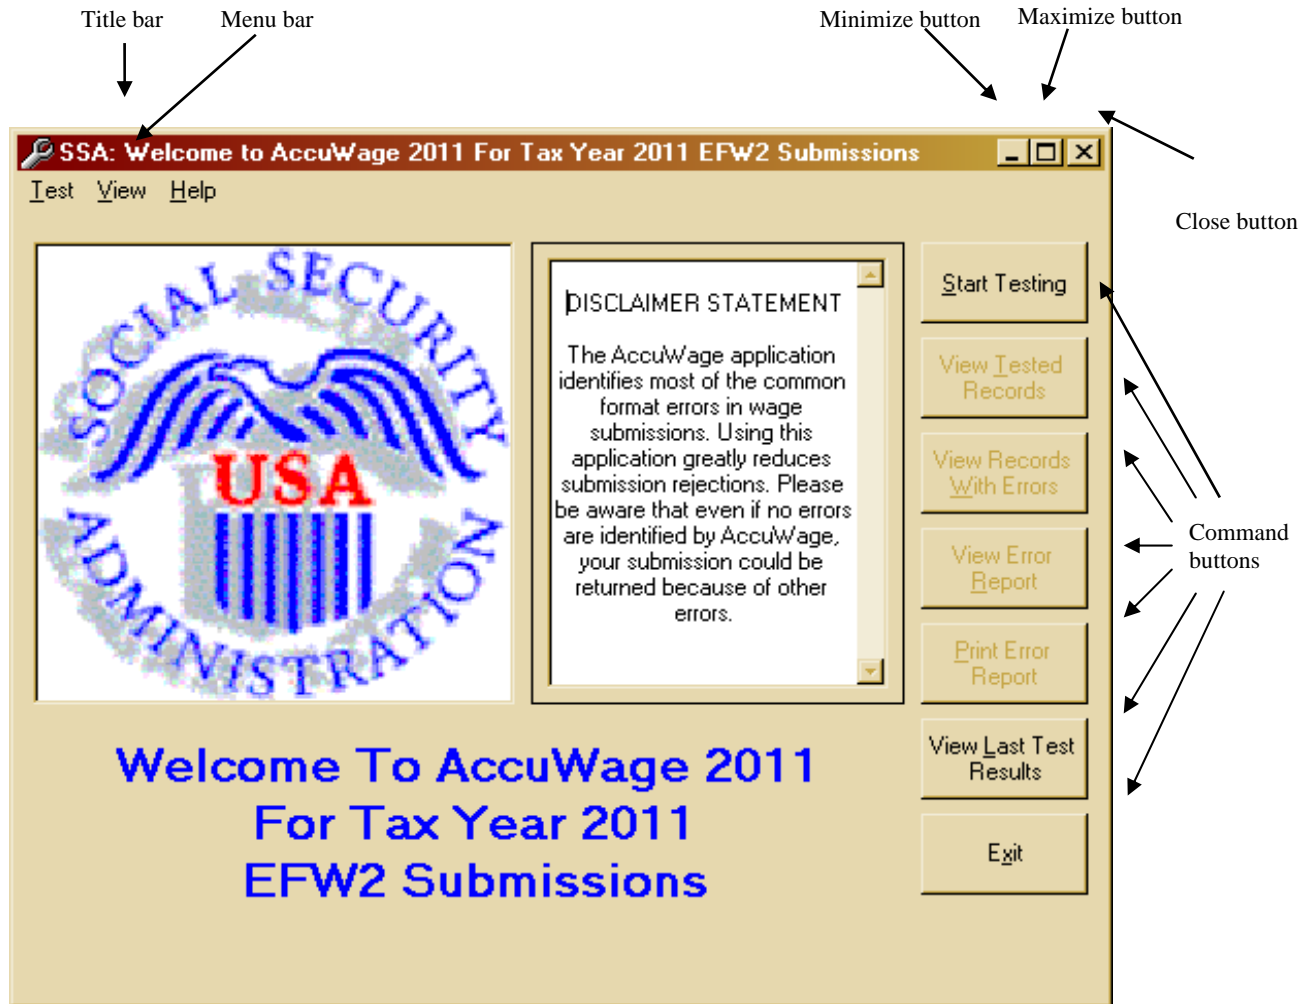 Title bar
Menu bar
Minimize button
Maximize button
SSA: Welcome to AccuWage 2011 For Tax Year 2011 EFW2 Submissions
Test View Help
Close button
SOCIAL SECURITY
USA
ADMINISTRATION
DISCLAIMER STATEMENT
The AccuWage application
identifies most of the common
format errors in wage
submissions. Using this
application greatly reduces
submission rejections. Please
be aware that even if no errors
are identified by AccuWage,
your submission could be
returned because of other
errors.
Start Testing
View Tested
Records
View Records
With Errors
View Error
Report
Print Error
Report
View Last Test
Results
Exit
Command
buttons
Welcome To AccuWage 2011
For Tax Year 2011
EFW2 Submissions